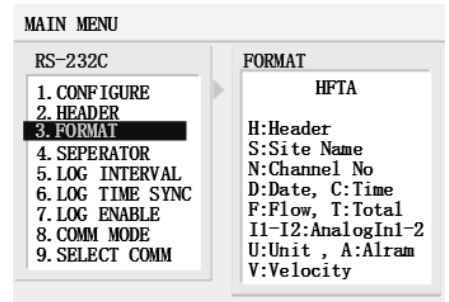 MAIN MENU
RS-232C
1. CONFIGURE
2. HEADER
3. FORMAT
4. SEPERATOR
5. LOG INTERVAL
6. LOG TIME SYNC
7. LOG ENABLE
8. COMM MODE
9. SELECT COMM
FORMAT
HFTA
H:Header
S:Site Name
N:Channel No
D:Date, C:Time
F:Flow, T:Total
I1-I2:AnalogIn1-2
U:Unit , A:Alram
V:Velocity